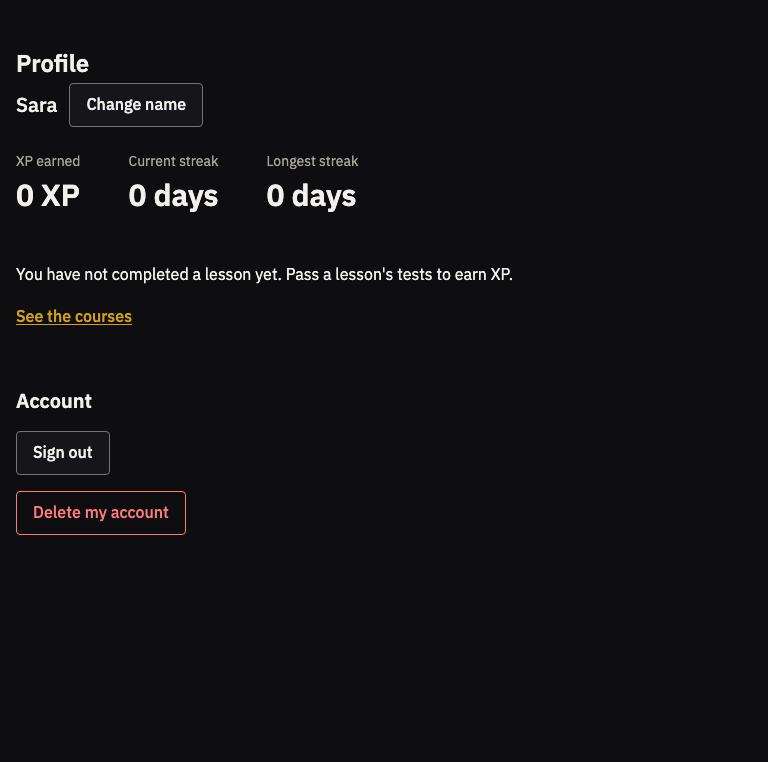 Profile
Sara
Change name
XP earned
Current streak
Longest streak
0 XP
0 days
0 days
You have not completed a lesson yet. Pass a lesson's tests to earn XP.
See the courses
Account
Sign out
Delete my account